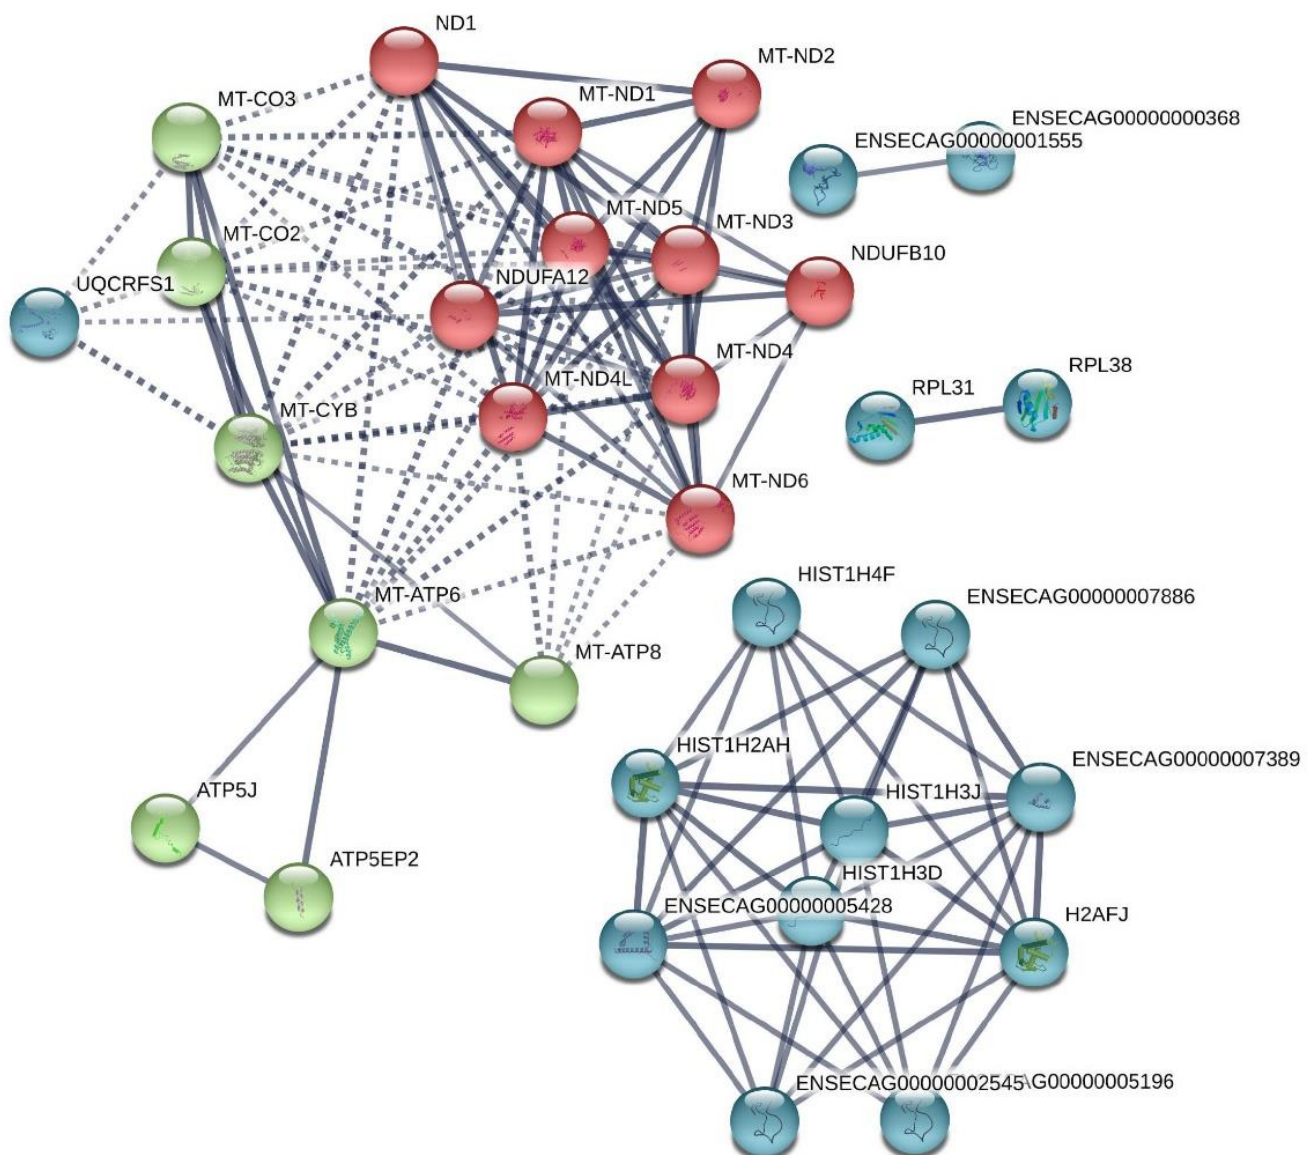 ND1
MT-ND2
MT-ND1
MT-CO3
ENSECAG00000000368
ENSECAG00000001555
MT-ND5
MT-ND3
MT-CO2
NDUFB10
NDUFA12
UQCRFS1
MT-ND4
RPL38
MT-ND4L
RPL31
MT-CYB
MT-ND6
HIST1H4F
MT-ATP6
ENSECAG00000007886
MT-ATP8
HIST1H2AH
ENSECAG00000007389
ATP5J
HIST1H3J
ATP5EP2
HIST1H3D
ENSECAG00000005428
H2AFJ
ENSECAG00000002545
AG00000005196